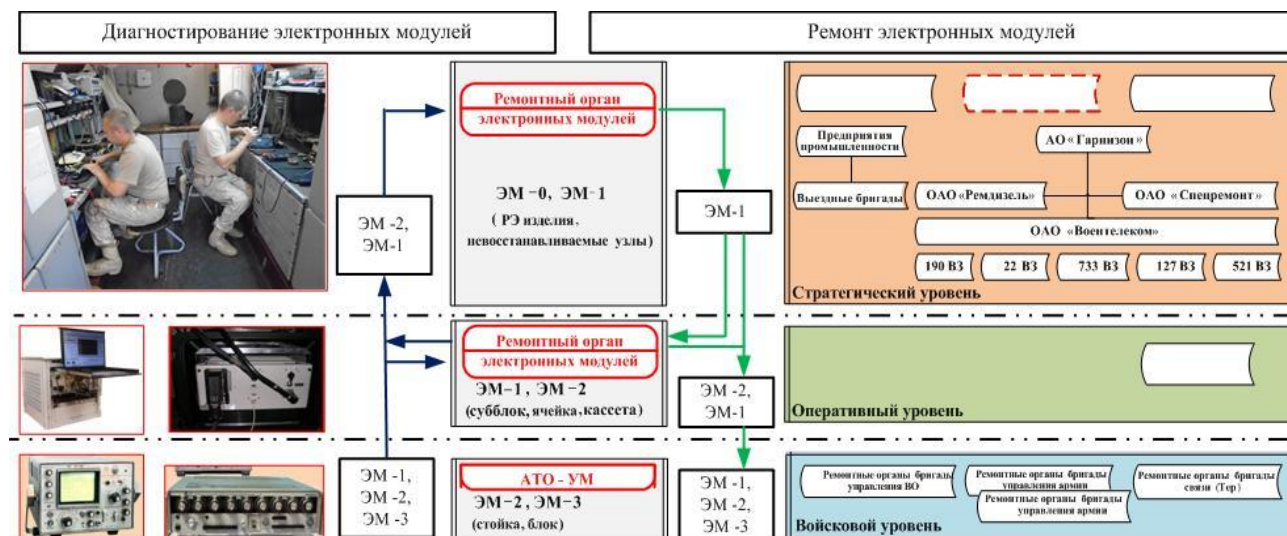 Диагностирование электронных модулей
Ремонт электронных модулей
Ремонтный орган
электронных модулей
ЭМ -0, ЭМ-1
( РЭ изделия,
невосстанавливаемые узлы)
ЭМ -2,
ЭМ-1
ЭМ-1
Предприятия
промышленности
АО «Гарнизон»
Выездные бригады
ОАО «Ремдизель»
ОАО «Спецремонт»
ОАО «Воентелеком»
190 ВЗ
22 ВЗ
733 ВЗ
127 ВЗ
521 ВЗ
Стратегический уровень
Ремонтный орган
электронных модулей
ЭМ-1 , ЭМ-2
(субблок, ячейка, кассета)
ЭМ -2,
ЭМ-1
Оперативный уровень
ЭМ -1,
ЭМ-2,
ЭМ -3
АТО - УМ
ЭМ-2 , ЭМ-3
(стойка, блок)
ЭМ -1,
ЭМ-2,
ЭМ -3
Ремонтные органы бригады
управления ВО
Ремонтные органы бригады
управления армии
Ремонтные органы бригады
управления армии
Ремонтные органы бригады
связи (Тер)
Войсковой уровень